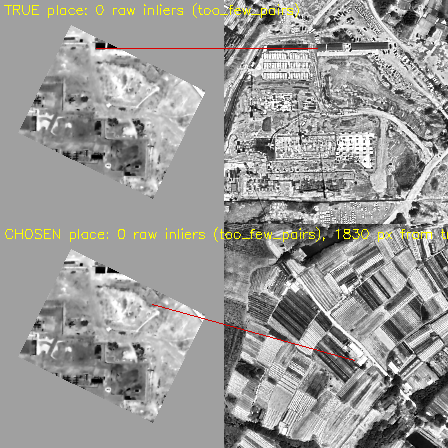 TRUE place: 0 raw inliers (too_few_pairs)
CHOSEN place: 0 raw inliers (too_few_pairs), 1830 px from t